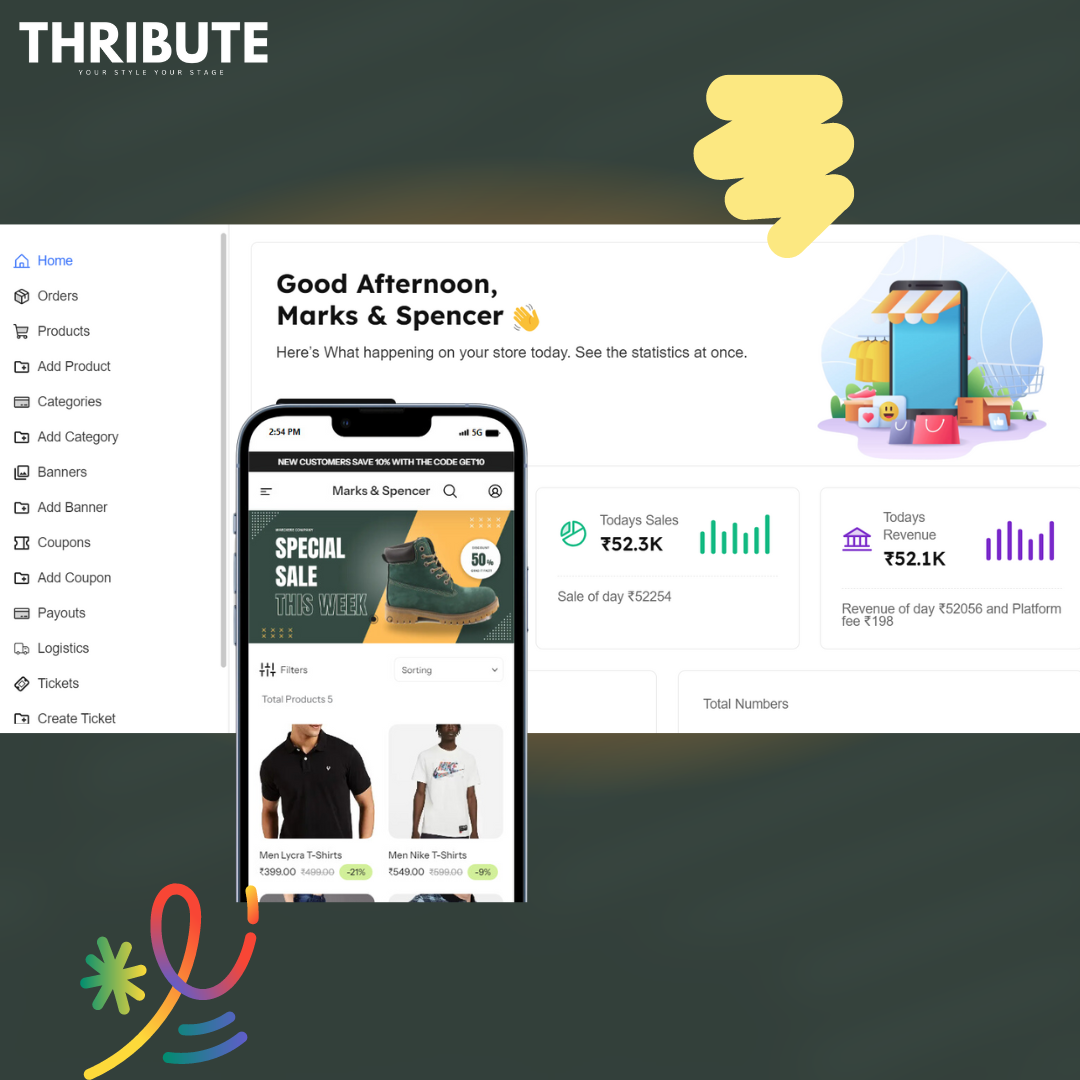 THRIBUTE
YOUR STYLE YOUR STAGE
Home
Orders
Products
Add Product
Categories
Add Category
Banners
Add Banner
Coupons
Add Coupon
Payouts
Logistics
Tickets
Create Ticket
Good Afternoon,
Marks & Spencer 👋
Here's What happening on your store today. See the statistics at once.
Todays Sales
₹52.3K
Sale of day ₹52254
Todays
Revenue
₹52.1K
Revenue of day ₹52056 and Platform
fee ₹198
Total Numbers
2:54 PM
5G
NEW CUSTOMERS SAVE 10% WITH THE CODE GET10
Marks & Spencer
SPECIAL
SALE
THIS WEEK
50%
Filters
Sorting
Total Products 5
Men Lycra T-Shirts
₹399.00 ₹499.00 -21%
Men Nike T-Shirts
₹549.00 ₹599.00 -9%